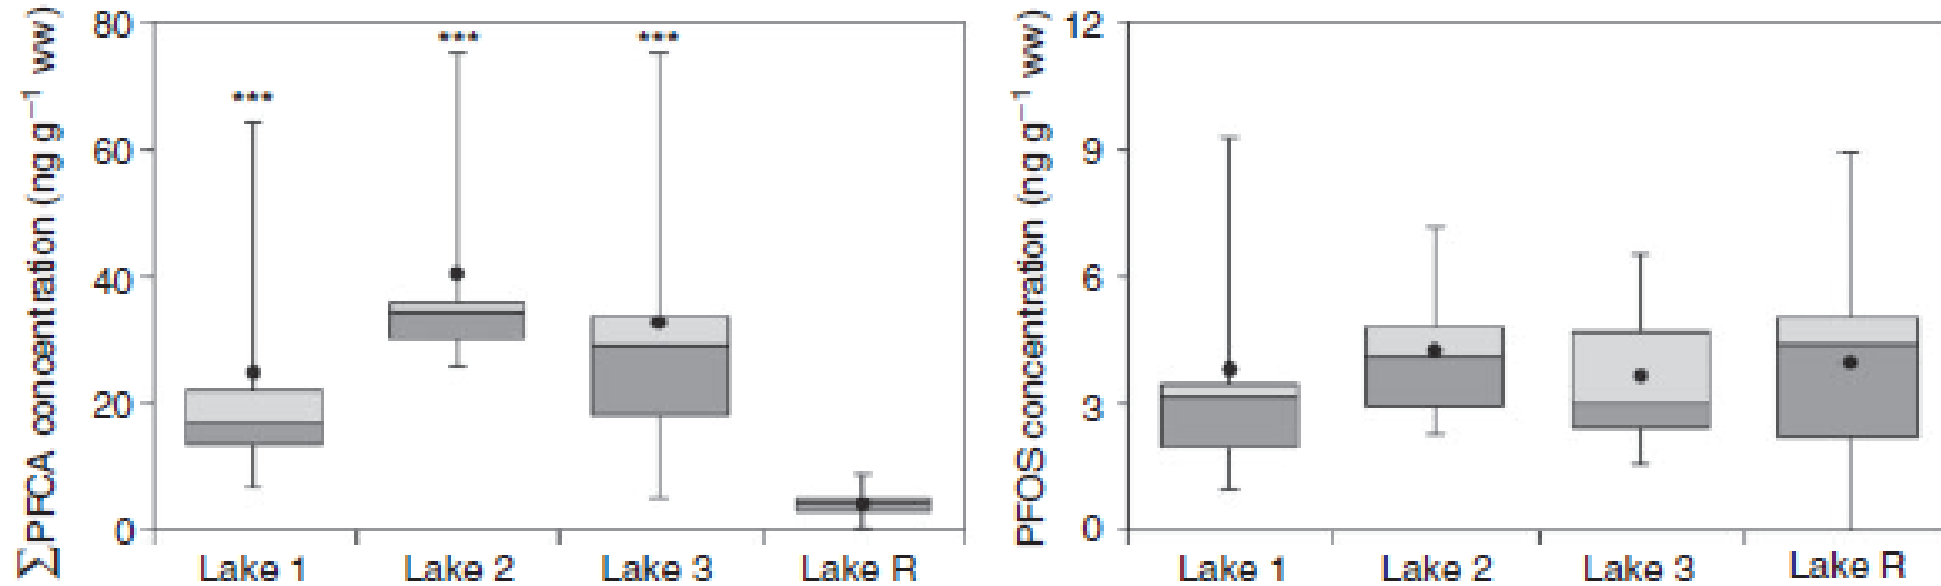 ∑PFCA concentration (ng g⁻¹ ww)
80
60
40
20
0
***
***
***
Lake 1
Lake 2
Lake 3
Lake R
PFOS concentration (ng g⁻¹ ww)
12
9
6
3
0
Lake 1
Lake 2
Lake 3
Lake R